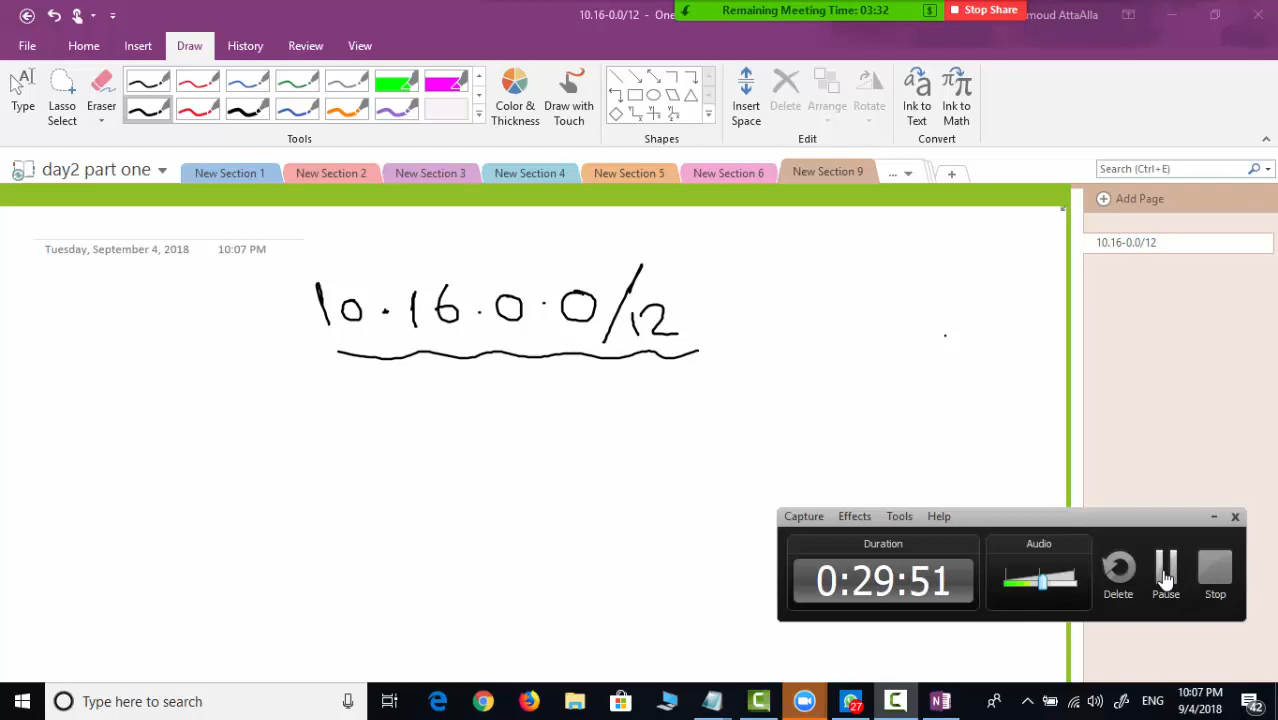 10.16-0.0/12 - One
Remaining Meeting Time: 03:32
$
Stop Share
moud AttaAlla
File Home Insert Draw History Review View
Type
Lasso Select
Eraser
Color & Thickness
Draw with Touch
Insert Space
Delete
Arrange
Rotate
Ink to Text
Ink to Math
Tools
Shapes
Edit
Convert
day2 part one
New Section 1
New Section 2
New Section 3
New Section 4
New Section 5
New Section 6
New Section 9
...
Search (Ctrl+E)
Add Page
10.16-0.0/12
Tuesday, September 4, 2018 10:07 PM
10.16.0.0/12
Capture Effects Tools Help
Duration
Audio
0:29:51
Delete
Pause
Stop
Type here to search
27
ENG
10:07 PM
9/4/2018
42